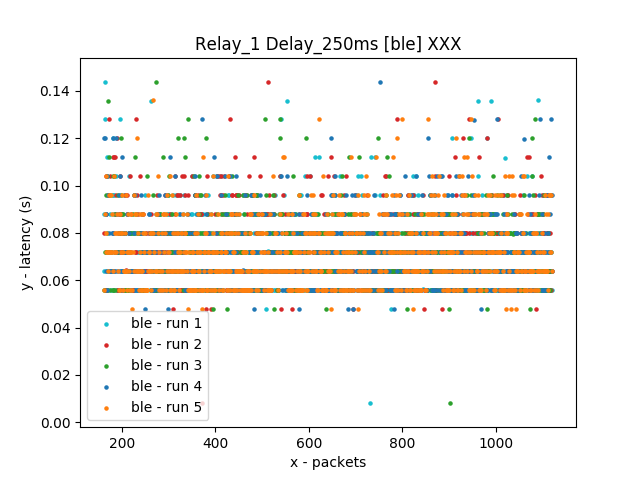 Relay_1 Delay_250ms [ble] XXX
y - latency (s)
0.14
0.12
0.10
0.08
0.06
0.04
0.02
0.00
ble - run 1
ble - run 2
ble - run 3
ble - run 4
ble - run 5
200
400
600
800
1000
x - packets